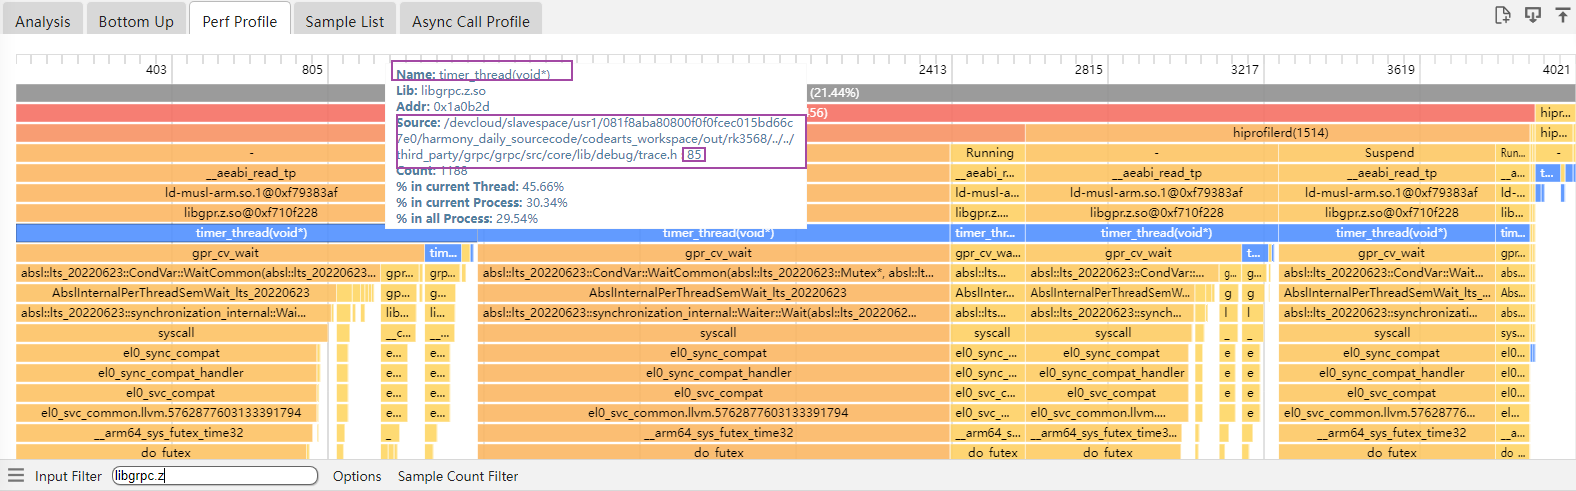 Analysis Bottom Up Perf Profile Sample List Async Call Profile
403 805 2413 2815 3217 3619 4021
Name: timer_thread(void*)
Lib: libgrpc.z.so
Addr: 0x1a0b2d
Source: /devcloud/slavespace/usr1/081f8aba80800f0f0fcec015bd66c
7e0/harmony_daily_sourcecode/codearts_workspace/out/rk3568/../../
third_party/grpc/grpc/src/core/lib/debug/trace.h : 85
Count: 1188
% in current Thread: 45.66%
% in current Process: 30.34%
% in all Process: 29.54%
(21.44%)
356) hipr...
hiprofilerd(1514) hip...
- Running - Suspend Run... -
__aeabi_read_tp __aeabi_r... __aeabi_read_tp __aeabi_read_tp __a... t...
ld-musl-arm.so.1@0xf79383af ld-musl-a... ld-musl-arm.so.1@0xf79383af ld-musl-arm.so.1@0xf79383af ld-...
libgpr.z.so@0xf710f228 libgpr.z.... libgpr.z.so@0xf710f228 libgpr.z.so@0xf710f228 lib...
timer_thread(void*) timer_thread(void*) timer_thr... timer_thread(void*) timer_thread(void*) tim...
gpr_cv_wait tim... gpr_cv_wait gpr_cv_wa... gpr_cv_wait t... gpr_cv_wait gpr...
absl::lts_20220623::CondVar::WaitCommon(absl::lts_20220623... gpr... grp... absl::lts_20220623::CondVar::WaitCommon(absl::lts_20220623::Mutex*, absl::lt... absl::lts... absl::lts_20220623::CondVar:... g... g... absl::lts_20220623::CondVar::Wait... abs...
AbslInternalPerThreadSemWait_lts_20220623 gp... g... AbslInternalPerThreadSemWait_lts_20220623 AbslInter... AbslInternalPerThreadSemW... g g AbslInternalPerThreadSemWait_lts_... Abs...
absl::lts_20220623::synchronization_internal::Wai... lib... li... absl::lts_20220623::synchronization_internal::Waiter::Wait(absl::lts_202206​2... absl::lts... absl::lts_20220623::synch... l l absl::lts_20220623::synchronizati... abs...
syscall __c... __... syscall syscall syscall _ _ syscall sys...
el0_sync_compat e... e... el0_sync_compat el0_sync_... el0_sync_compat e e el0_sync_compat el0...
el0_sync_compat_handler e... e... el0_sync_compat_handler el0_sync_... el0_sync_compat_handler e e el0_sync_compat_handler el0...
el0_svc_compat e... e... el0_svc_compat el0_svc_c... el0_svc_compat e e el0_svc_compat el0...
el0_svc_common.llvm.5762877603133391794 e... e... el0_svc_common.llvm.5762877603133391794 el0_svc_... el0_svc_common.llvm.... e el0_svc_common.llvm.57628776... el...
__arm64_sys_futex_time32 _ __arm64_sys_futex_time32 __arm64_s... __arm64_sys_futex_time3... __arm64_sys_futex_time32 __a...
do_futex do_futex do_futex do_futex do_futex do_...
Input Filter libgrpc.z Options Sample Count Filter